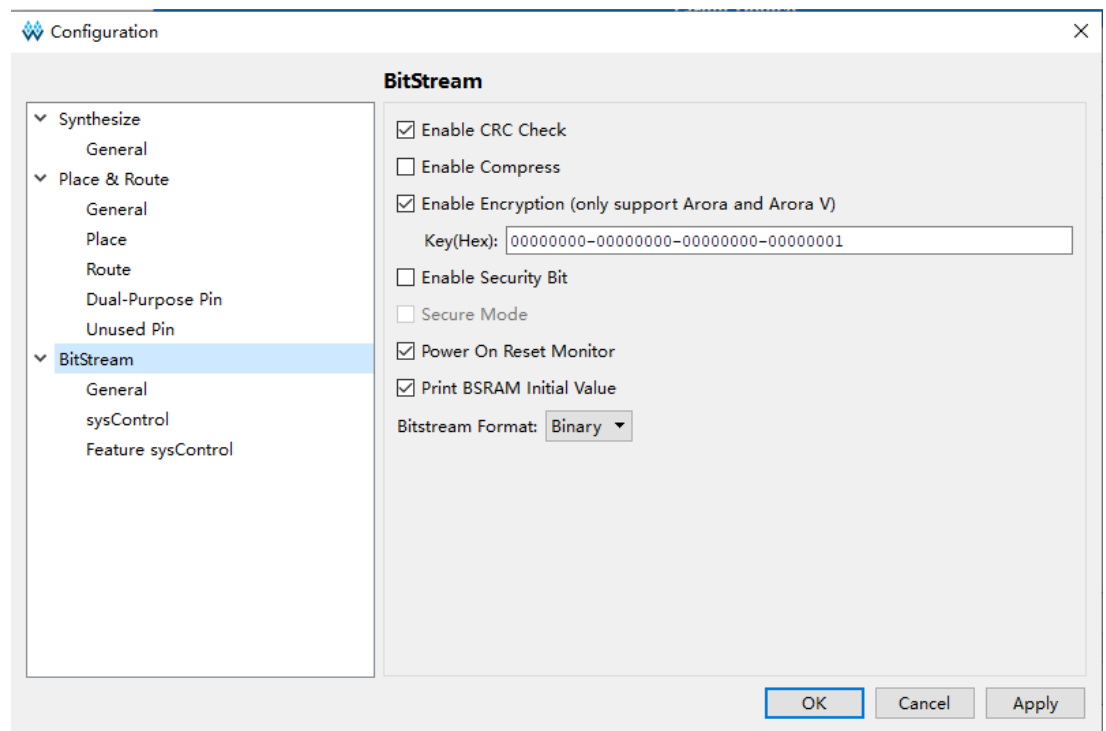 Configuration
BitStream
Synthesize
General
Place & Route
General
Place
Route
Dual-Purpose Pin
Unused Pin
BitStream
General
sysControl
Feature sysControl
Enable CRC Check
Enable Compress
Enable Encryption (only support Arora and Arora V)
Key(Hex): 00000000-00000000-00000000-00000001
Enable Security Bit
Secure Mode
Power On Reset Monitor
Print BSRAM Initial Value
Bitstream Format: Binary
OK Cancel Apply